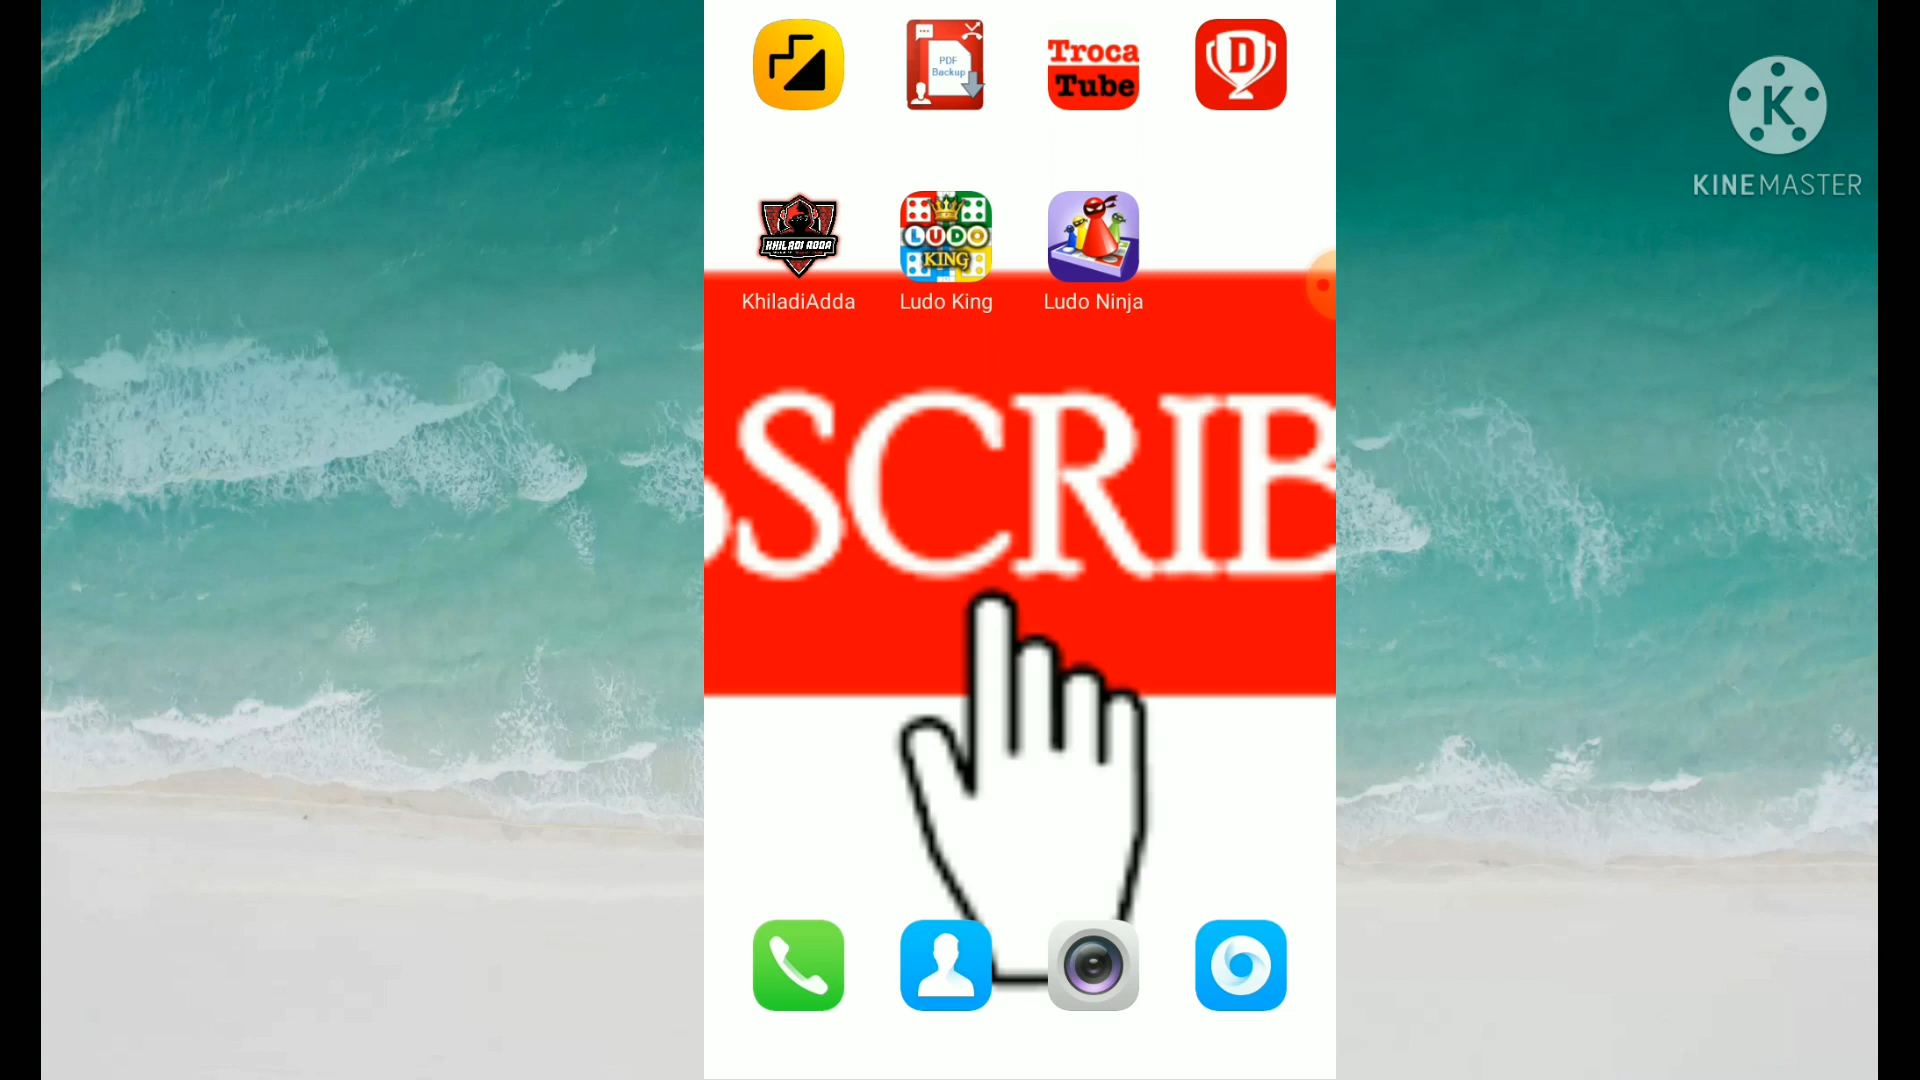 Troca
Tube
D
PDF
Backup
K
KINEMASTER
KHILADI ADDA
LUDO
KING
KhiladiAdda
Ludo King
Ludo Ninja
SCRIB